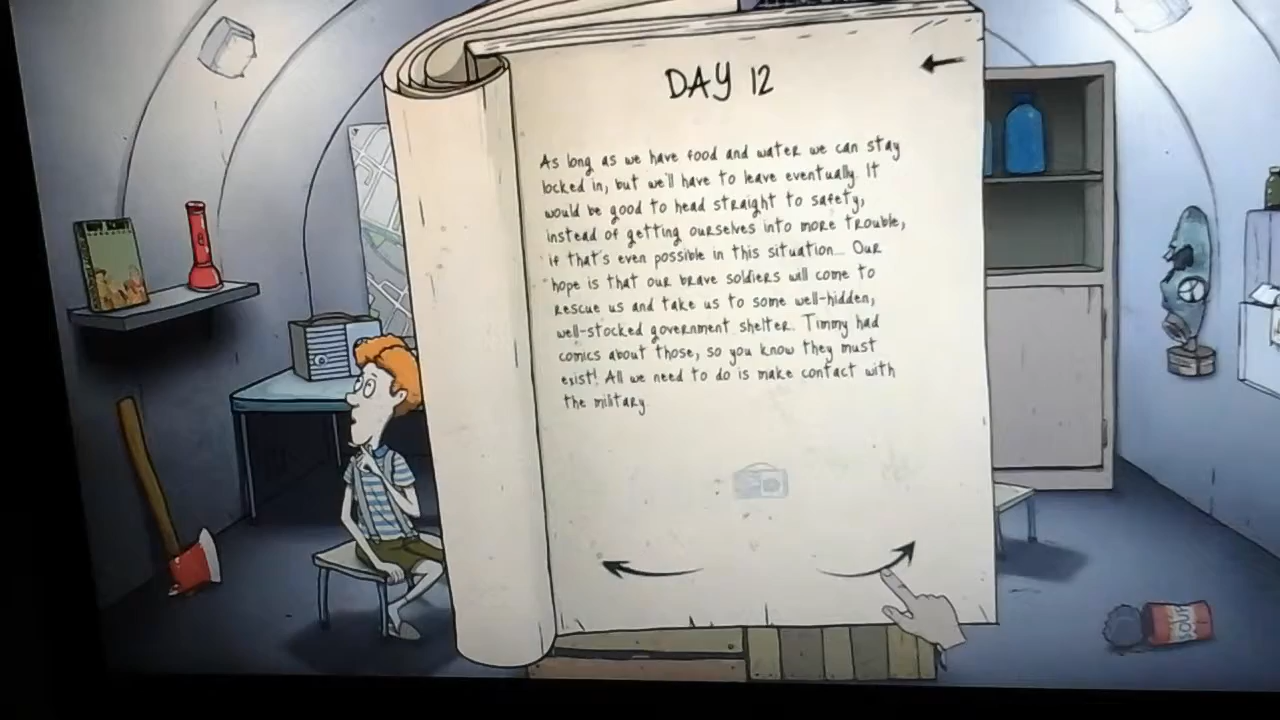 DAY 12
As long as we have food and water we can stay
locked in, but we'll have to leave eventually. It
would be good to head straight to safety,
instead of getting ourselves into more trouble,
if that's even possible in this situation... Our
hope is that our brave soldiers will come to
rescue us and take us to some well-hidden,
well-stocked government shelter. Timmy had
comics about those, so you know they must
exist! All we need to do is make contact with
the military.
SOUP